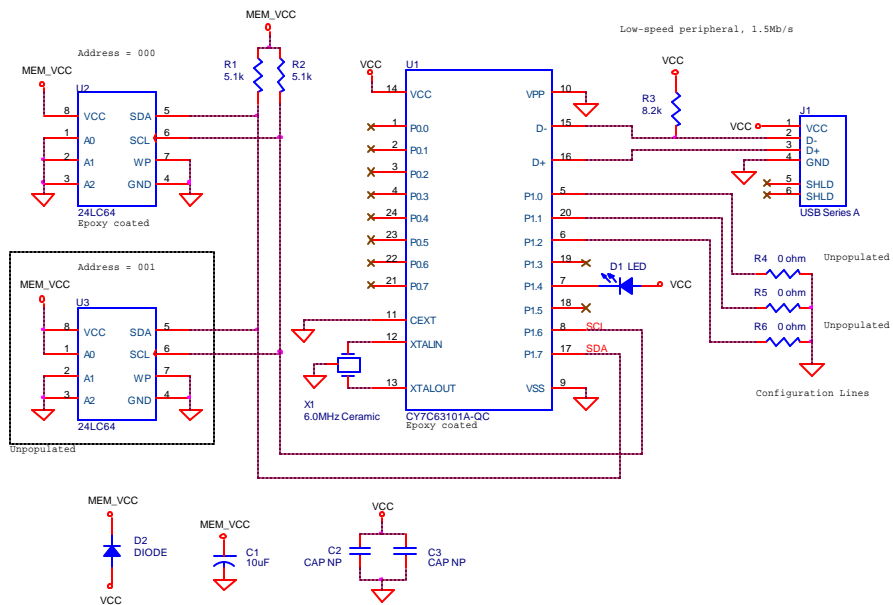 MEM_VCC
Low-speed peripheral, 1.5Mb/s
Address = 000
MEM_VCC
U2
8 VCC SDA 5
1 A0 SCL 6
2 A1 WP 7
3 A2 GND 4
24LC64
Epoxy coated
R1
5.1k
R2
5.1k
VCC
U1
14 VCC VPP 10
1 P0.0 D- 15
2 P0.1
3 P0.2 D+ 16
4 P0.3 P1.0 5
24 P0.4 P1.1 20
23 P0.5 P1.2 6
22 P0.6 P1.3 19
21 P0.7 P1.4 7
P1.5 18
11 CEXT P1.6 8 SCL
12 XTALIN P1.7 17 SDA
13 XTALOUT VSS 9
CY7C63101A-QC
Epoxy coated
X1
6.0MHz Ceramic
VCC
R3
8.2k
J1
VCC 1 VCC
2 D-
3 D+
4 GND
5 SHLD
6 SHLD
USB Series A
D1 LED
VCC
R4 0 ohm Unpopulated
R5 0 ohm
R6 0 ohm Unpopulated
Configuration Lines
Address = 001
MEM_VCC
U3
8 VCC SDA 5
1 A0 SCL 6
2 A1 WP 7
3 A2 GND 4
24LC64
Unpopulated
MEM_VCC
D2
DIODE
VCC
MEM_VCC
C1
10uF
VCC
C2
CAP NP
C3
CAP NP